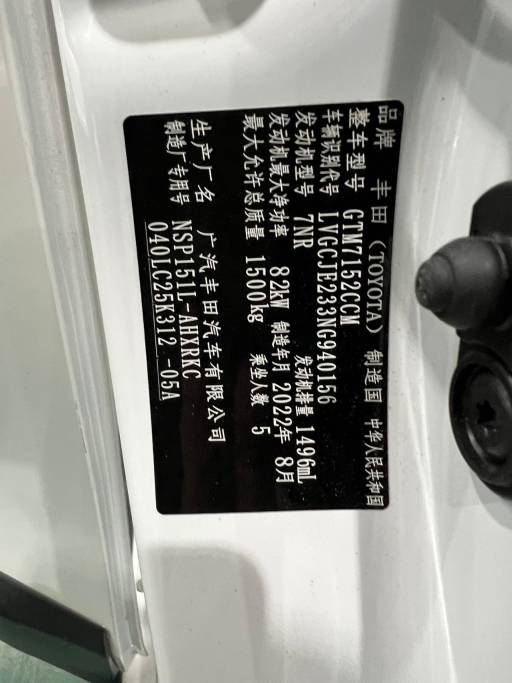 品牌 丰田(TOYOTA) 制造国 中华人民共和国
整车型号 GTM7152CCM
车辆识别代号 LVGCJE233NG940156
发动机型号 7NR 发动机排量 1496mL
发动机最大净功率 82kW 制造年月 2022年 8月
最大允许总质量 1500kg 乘坐人数 5
生产厂名 广汽丰田汽车有限公司
制造厂专用号 NSP151L-AHXRKC
040LC25K312 -05A